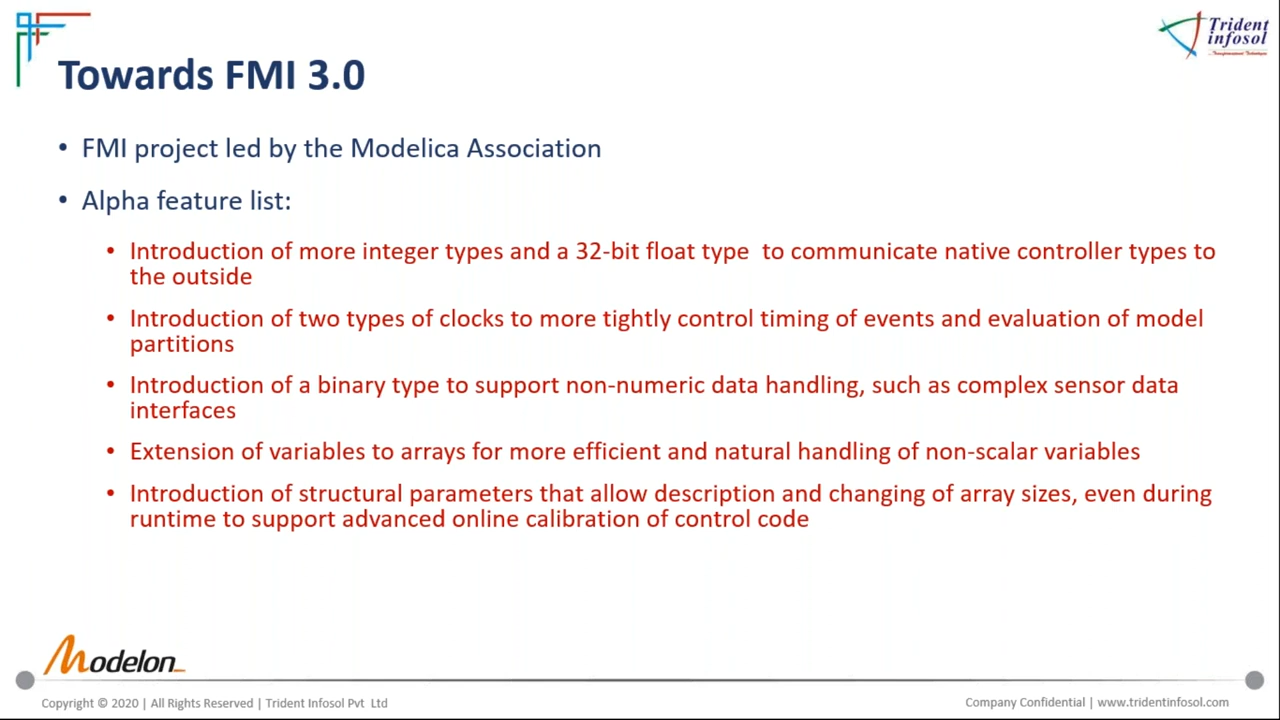 Trident
infosol
Towards FMI 3.0
• FMI project led by the Modelica Association
• Alpha feature list:
• Introduction of more integer types and a 32-bit float type to communicate native controller types to
the outside
• Introduction of two types of clocks to more tightly control timing of events and evaluation of model
partitions
• Introduction of a binary type to support non-numeric data handling, such as complex sensor data
interfaces
• Extension of variables to arrays for more efficient and natural handling of non-scalar variables
• Introduction of structural parameters that allow description and changing of array sizes, even during
runtime to support advanced online calibration of control code
Modelon
Copyright © 2020 | All Rights Reserved | Trident Infosol Pvt Ltd
Company Confidential | www.tridentinfosol.com